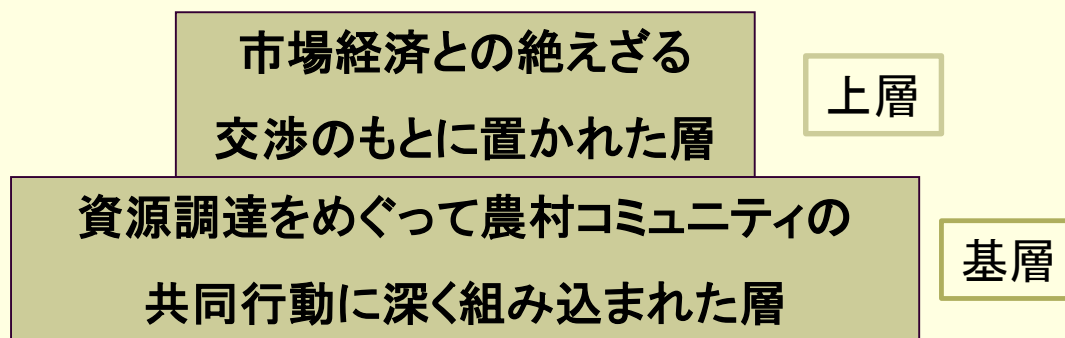 市場経済との絶えざる
交渉のもとに置かれた層
上層
資源調達をめぐって農村コミュニティの
共同行動に深く組み込まれた層
基層